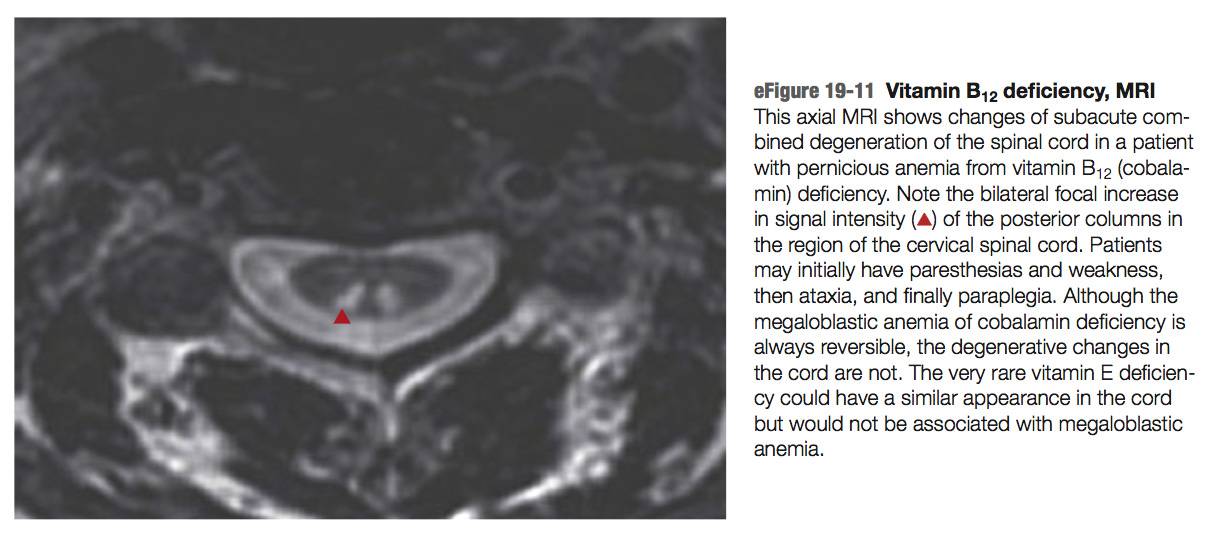 eFigure 19-11 Vitamin B12 deficiency, MRI
This axial MRI shows changes of subacute com-
bined degeneration of the spinal cord in a patient
with pernicious anemia from vitamin B12 (cobala-
min) deficiency. Note the bilateral focal increase
in signal intensity (▲) of the posterior columns in
the region of the cervical spinal cord. Patients
may initially have paresthesias and weakness,
then ataxia, and finally paraplegia. Although the
megaloblastic anemia of cobalamin deficiency is
always reversible, the degenerative changes in
the cord are not. The very rare vitamin E deficien-
cy could have a similar appearance in the cord
but would not be associated with megaloblastic
anemia.